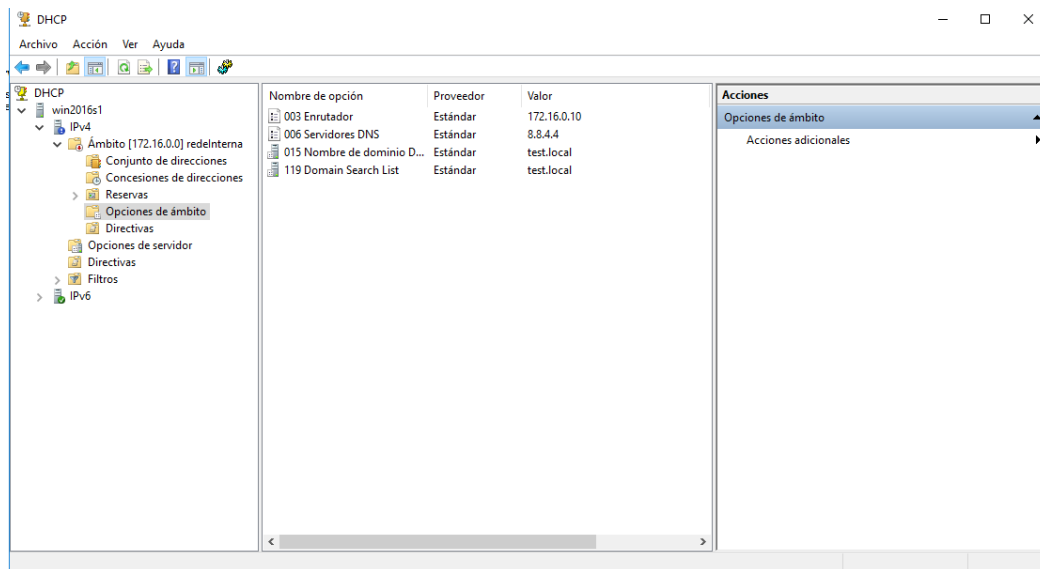 DHCP
Archivo Acción Ver Ayuda
DHCP
win2016s1
IPv4
Ámbito [172.16.0.0] redeInterna
Conjunto de direcciones
Concesiones de direcciones
Reservas
Opciones de ámbito
Directivas
Opciones de servidor
Directivas
Filtros
IPv6
Nombre de opción Proveedor Valor
003 Enrutador Estándar 172.16.0.10
006 Servidores DNS Estándar 8.8.4.4
015 Nombre de dominio D... Estándar test.local
119 Domain Search List Estándar test.local
Acciones
Opciones de ámbito
Acciones adicionales